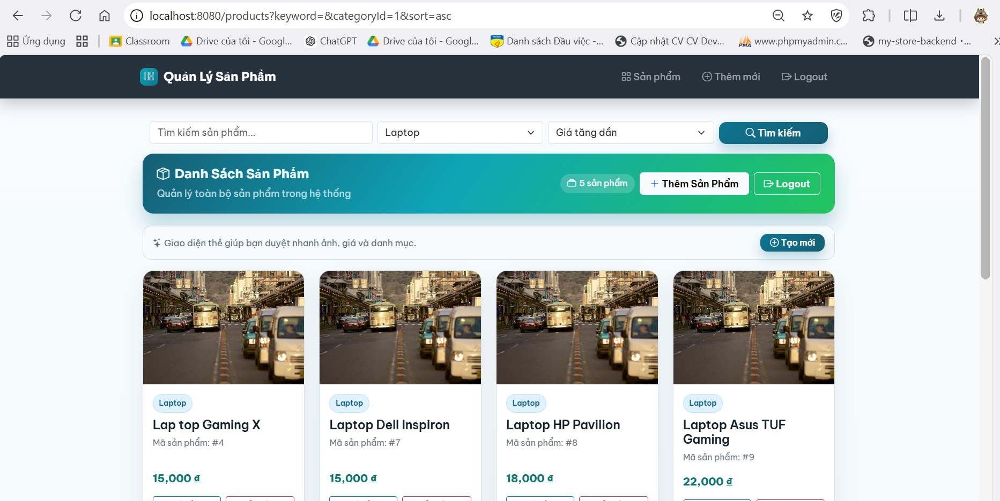 localhost:8080/products?keyword=&categoryId=1&sort=asc
Ứng dụng
Classroom
Drive của tôi - Googl...
ChatGPT
Drive của tôi - Googl...
Danh sách Đầu việc -...
Cập nhật CV CV Dev...
www.phpmyadmin.c...
my-store-backend •...
Quản Lý Sản Phẩm
Sản phẩm
Thêm mới
Logout
Tìm kiếm sản phẩm...
Laptop
Giá tăng dần
Tìm kiếm
Danh Sách Sản Phẩm
Quản lý toàn bộ sản phẩm trong hệ thống
5 sản phẩm
+ Thêm Sản Phẩm
Logout
Giao diện thẻ giúp bạn duyệt nhanh ảnh, giá và danh mục.
Tạo mới
Laptop
Lap top Gaming X
Mã sản phẩm: #4
15,000 ₫
Laptop
Laptop Dell Inspiron
Mã sản phẩm: #7
15,000 ₫
Laptop
Laptop HP Pavilion
Mã sản phẩm: #8
18,000 ₫
Laptop
Laptop Asus TUF
Gaming
Mã sản phẩm: #9
22,000 ₫